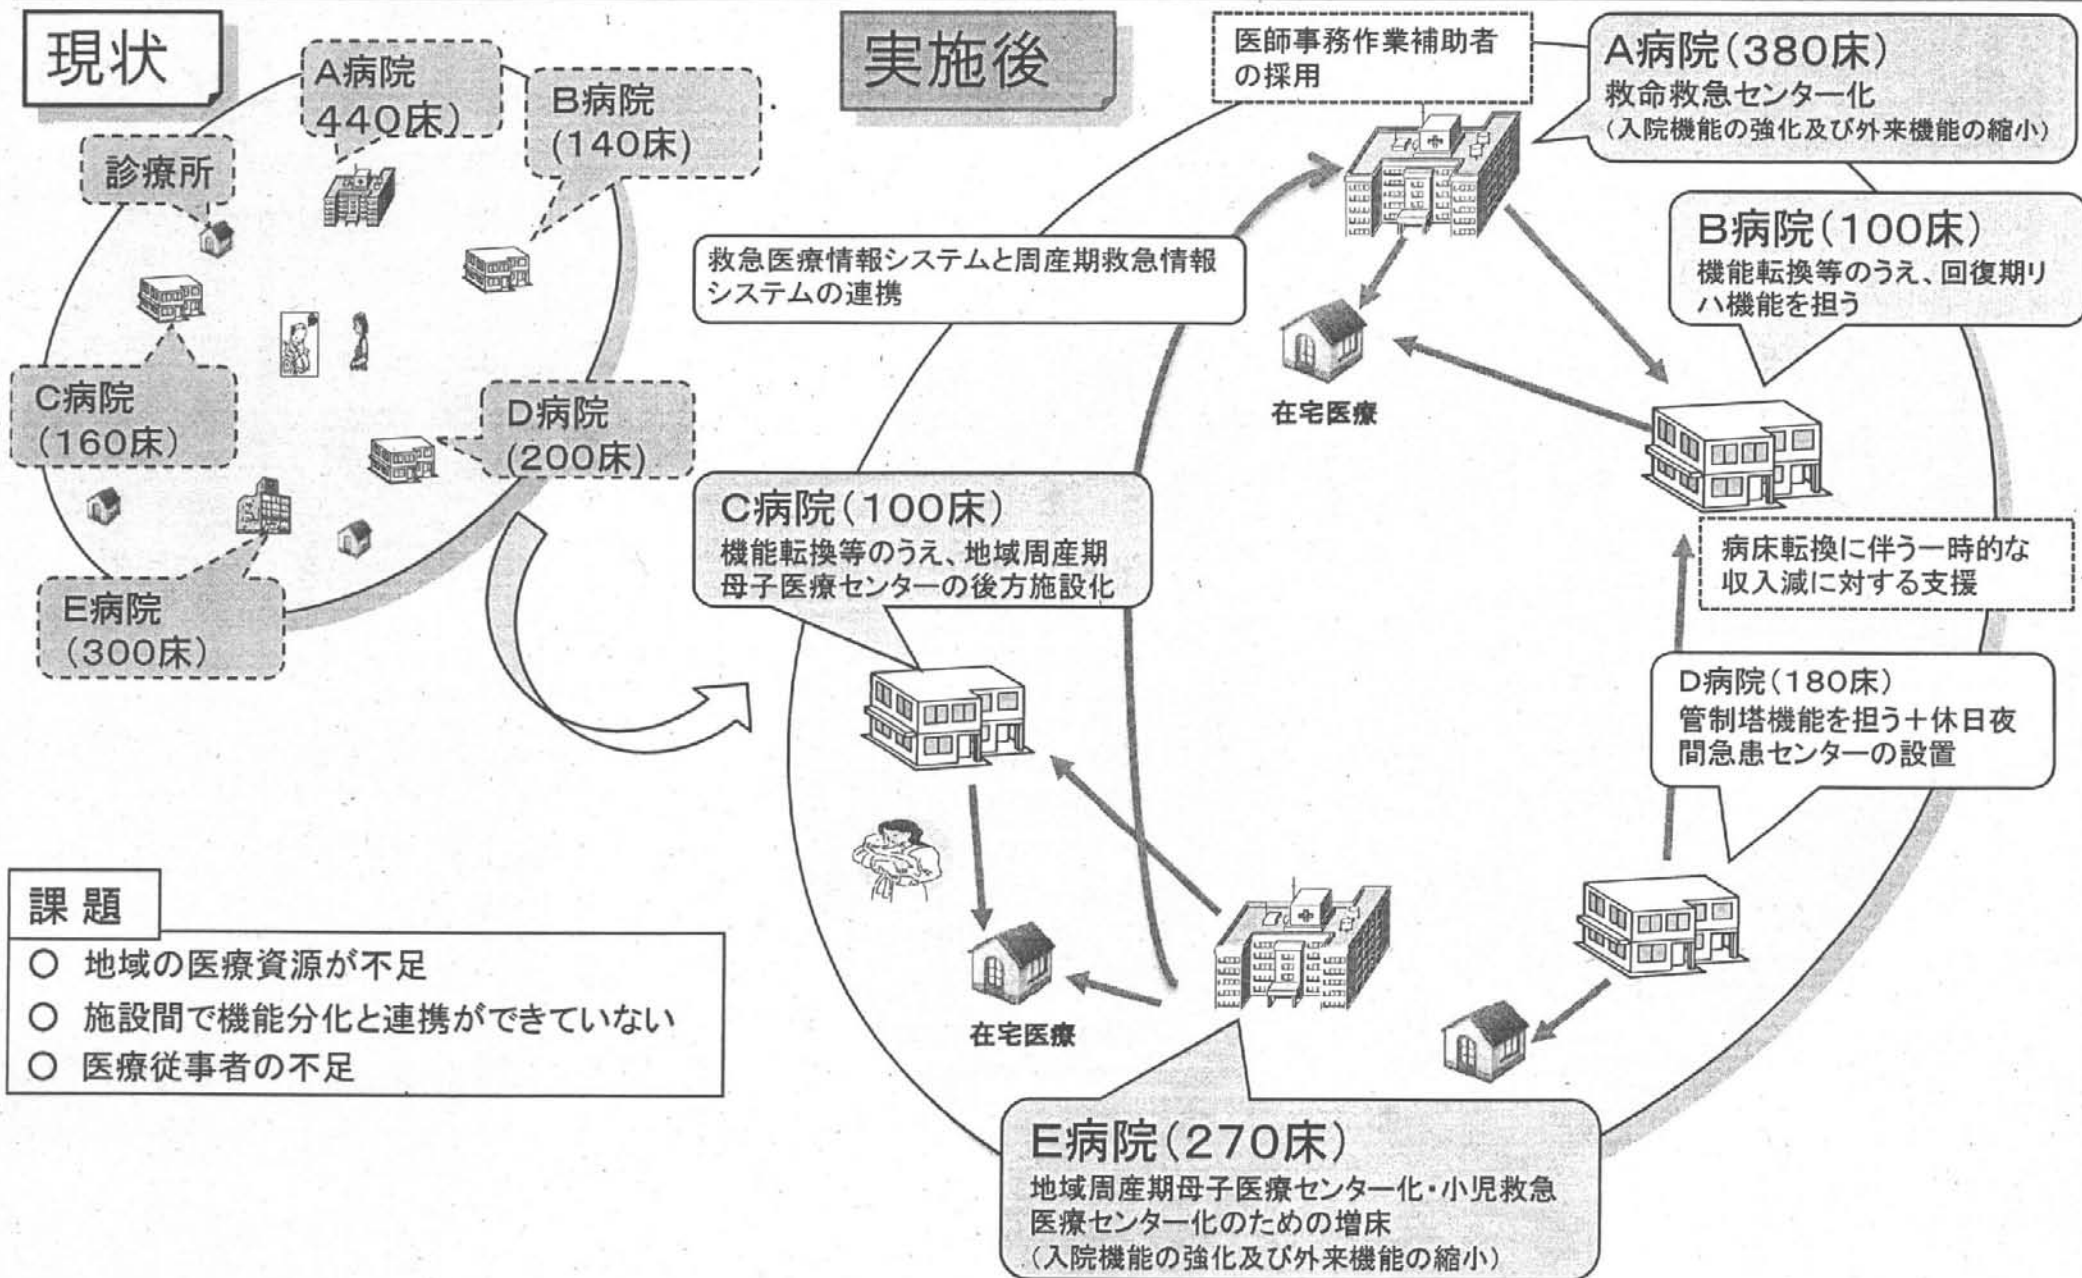 現状
A病院
440床)
B病院
(140床)
診療所
C病院
(160床)
D病院
(200床)
E病院
(300床)
課題
○ 地域の医療資源が不足
○ 施設間で機能分化と連携ができていない
○ 医療従事者の不足
実施後
医師事務作業補助者
の採用
A病院(380床)
救命救急センター化
(入院機能の強化及び外来機能の縮小)
救急医療情報システムと周産期救急情報
システムの連携
B病院(100床)
機能転換等のうえ、回復期リ
ハ機能を担う
在宅医療
C病院(100床)
機能転換等のうえ、地域周産期
母子医療センターの後方施設化
病床転換に伴う一時的な
収入減に対する支援
D病院(180床)
管制塔機能を担う+休日夜
間急患センターの設置
在宅医療
E病院(270床)
地域周産期母子医療センター化・小児救急
医療センター化のための増床
(入院機能の強化及び外来機能の縮小)